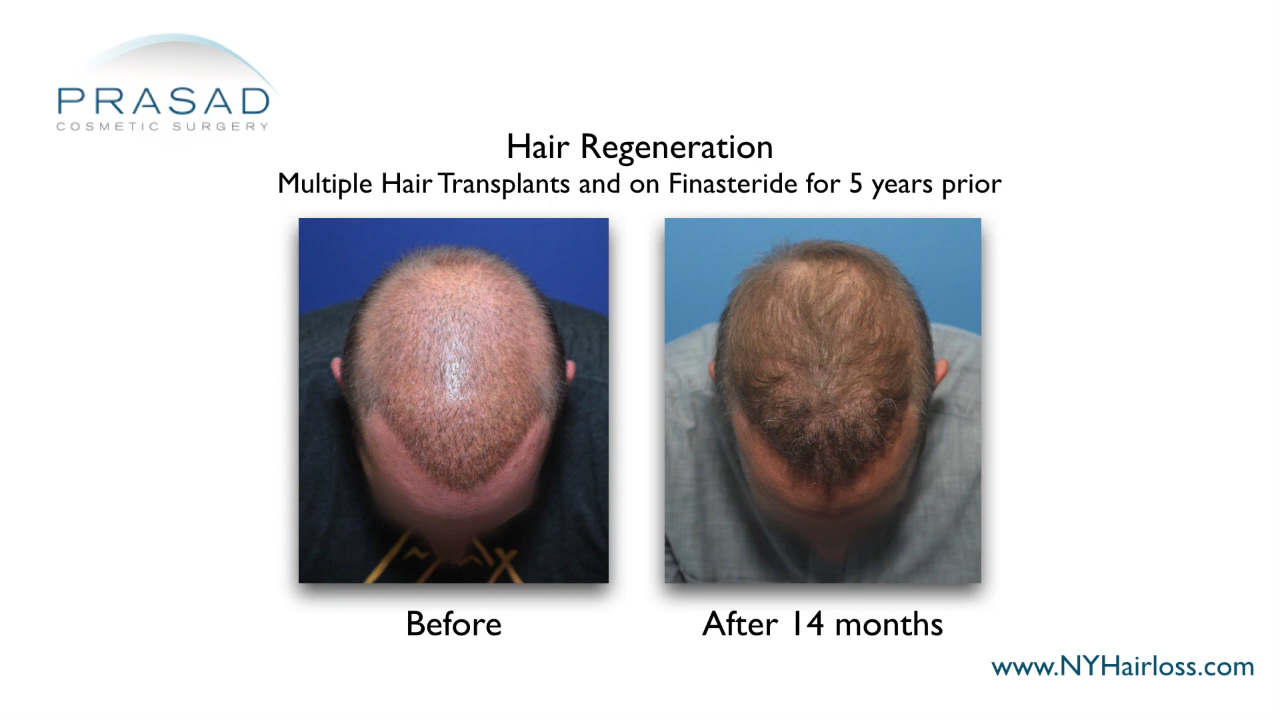 PRASAD
COSMETIC SURGERY
Hair Regeneration
Multiple Hair Transplants and on Finasteride for 5 years prior
Before
After 14 months
www.NYHairloss.com